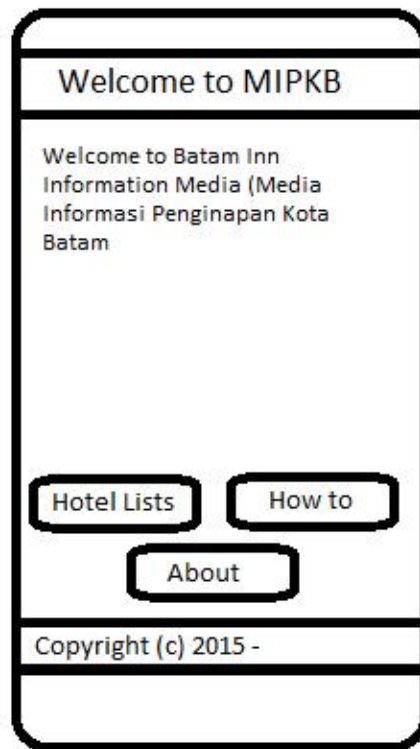 Welcome to MIPKB
Welcome to Batam Inn
Information Media (Media
Informasi Penginapan Kota
Batam
Hotel Lists
How to
About
Copyright (c) 2015 -